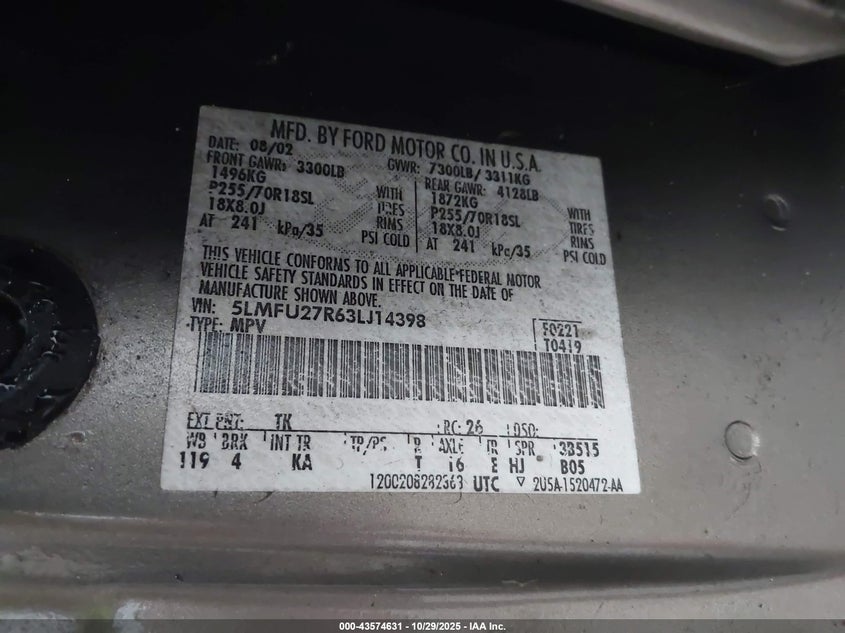 MFD. BY FORD MOTOR CO. IN U.S.A.
DATE: 08/02 GVWR: 7300LB/ 3311KG
FRONT GAWR: 3300LB REAR GAWR: 4128LB
1496KG WITH 1872KG WITH
P255/70R18SL TIRES P255/70R18SL TIRES
18X8.0J RIMS 18X8.0J RIMS
AT 241 kPa/35 PSI COLD AT 241 kPa/35 PSI COLD
THIS VEHICLE CONFORMS TO ALL APPLICABLE FEDERAL MOTOR
VEHICLE SAFETY STANDARDS IN EFFECT ON THE DATE OF
MANUFACTURE SHOWN ABOVE.
VIN: 5LMFU27R63LJ14398
TYPE: MPV
F0221
T0419
EXT PNT: TK RC: 26 DSO:
WB BRK INT TR TP/PS R AXLE TR SPR 33515
119 4 KA T 16 E HJ B05
UTC ▽ 2U5A-1520472-AA
000-43574631 - 10/29/2025 - IAA Inc.